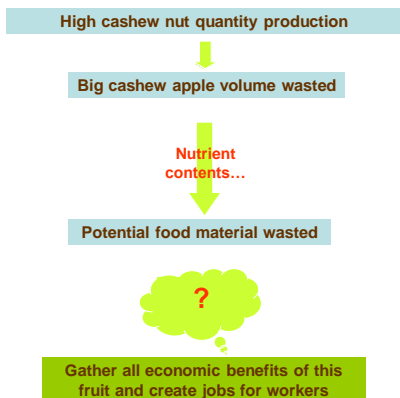 High cashew nut quantity production
Big cashew apple volume wasted
Nutrient
contents…
Potential food material wasted
?
Gather all economic benefits of this
fruit and create jobs for workers